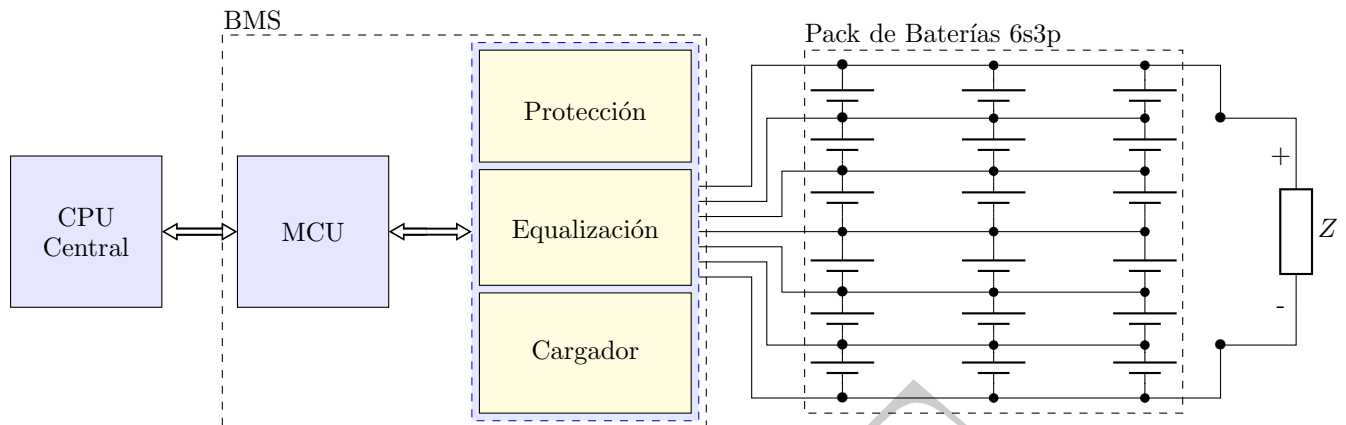 BMS
Pack de Baterías 6s3p
Protección
CPU
Central
MCU
Equalización
Cargador
+
Z
-